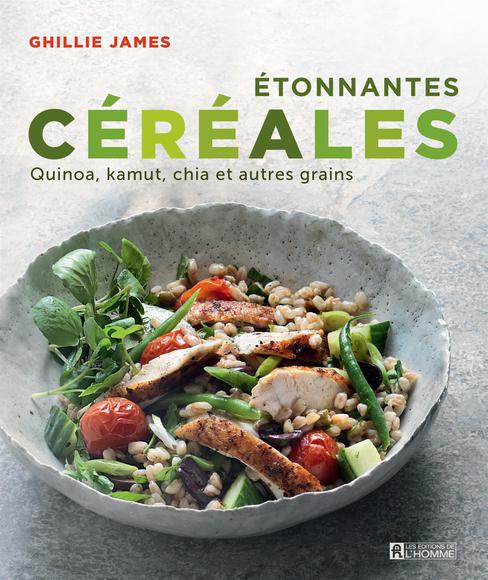 GHILLIE JAMES
ÉTONNANTES
CÉRÉALES
Quinoa, kamut, chia et autres grains
LES ÉDITIONS DE
L'HOMME